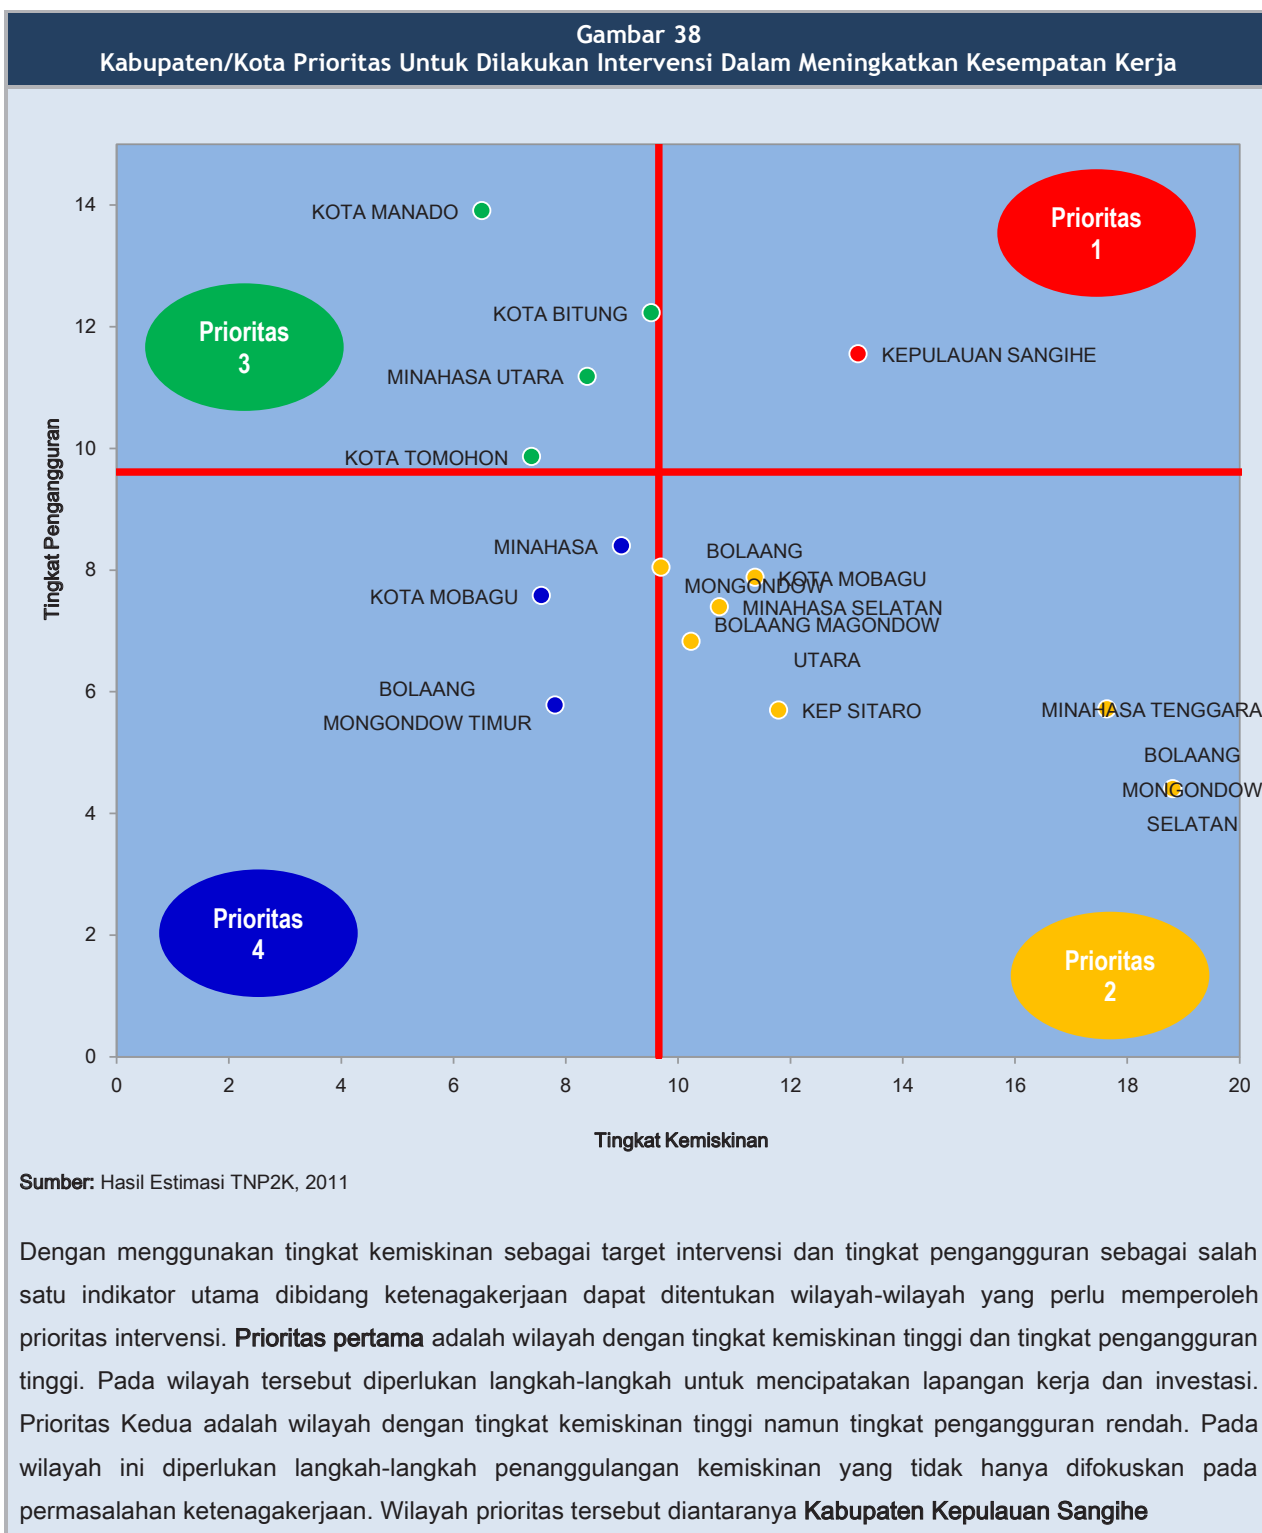 Gambar 38
Kabupaten/Kota Prioritas Untuk Dilakukan Intervensi Dalam Meningkatkan Kesempatan Kerja
14
12
10
8
6
4
2
0
Tingkat Pengangguran
KOTA MANADO
Prioritas
1
KOTA BITUNG
Prioritas
3
KEPULAUAN SANGIHE
MINAHASA UTARA
KOTA TOMOHON
MINAHASA
BOLAANG
MONGONDOW
KOTA MOBAGU
KOTA MOBAGU
MINAHASA SELATAN
BOLAANG MAGONDOW
UTARA
BOLAANG
MONGONDOW TIMUR
KEP SITARO
MINAHASA TENGGARA
BOLAANG
MONGONDOW
SELATAN
Prioritas
4
Prioritas
2
0 2 4 6 8 10 12 14 16 18 20
Tingkat Kemiskinan
Sumber: Hasil Estimasi TNP2K, 2011
Dengan menggunakan tingkat kemiskinan sebagai target intervensi dan tingkat pengangguran sebagai salah
satu indikator utama dibidang ketenagakerjaan dapat ditentukan wilayah-wilayah yang perlu memperoleh
prioritas intervensi. Prioritas pertama adalah wilayah dengan tingkat kemiskinan tinggi dan tingkat pengangguran
tinggi. Pada wilayah tersebut diperlukan langkah-langkah untuk mencipatakan lapangan kerja dan investasi.
Prioritas Kedua adalah wilayah dengan tingkat kemiskinan tinggi namun tingkat pengangguran rendah. Pada
wilayah ini diperlukan langkah-langkah penanggulangan kemiskinan yang tidak hanya difokuskan pada
permasalahan ketenagakerjaan. Wilayah prioritas tersebut diantaranya Kabupaten Kepulauan Sangihe